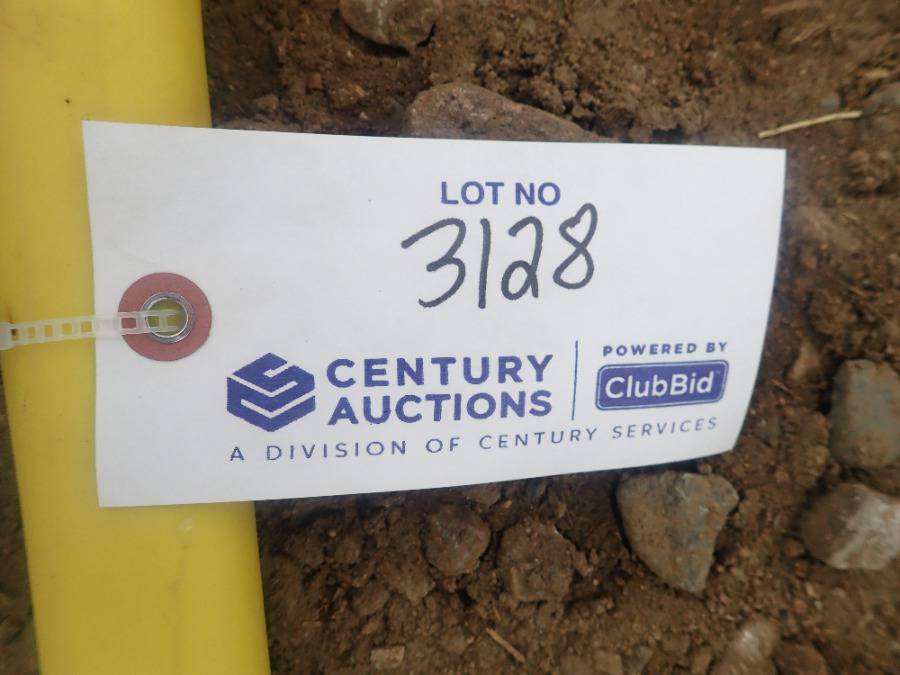 LOT NO
3128
CENTURY
AUCTIONS
POWERED BY
ClubBid
A DIVISION OF CENTURY SERVICES